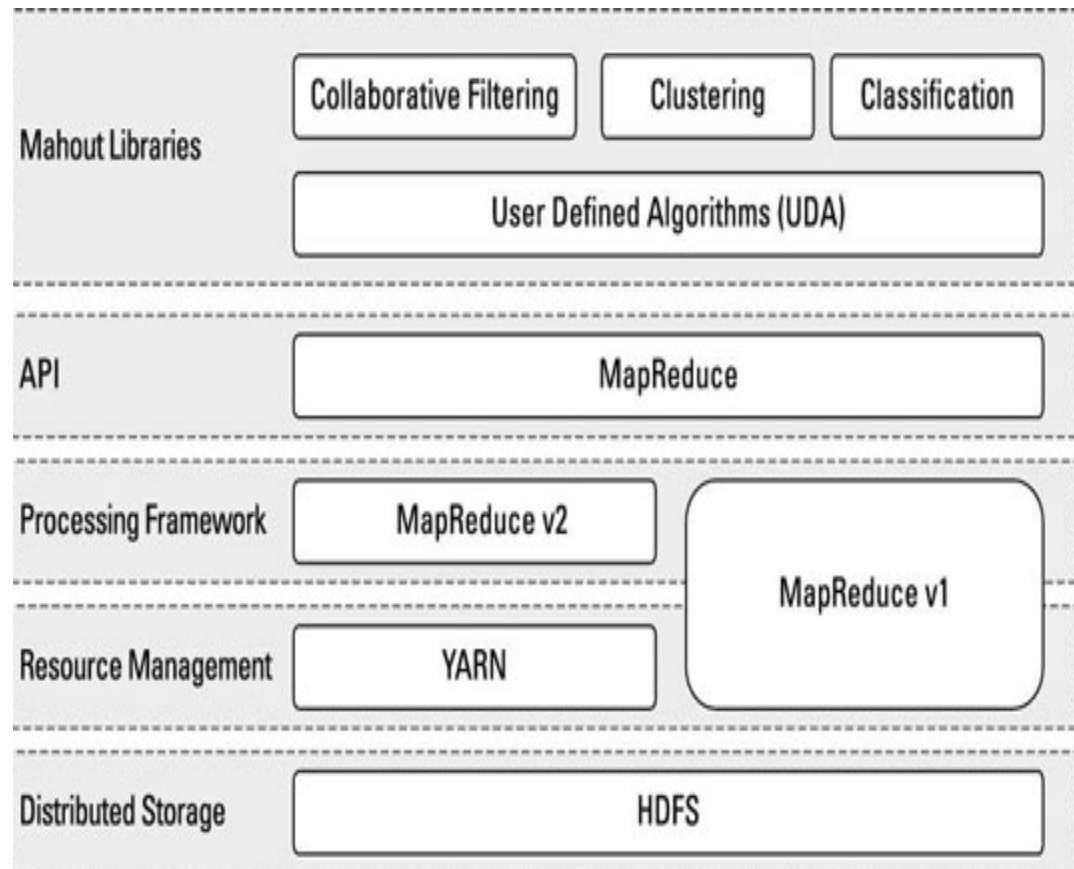 Collaborative Filtering
Clustering
Classification
Mahout Libraries
User Defined Algorithms (UDA)
API
MapReduce
Processing Framework
MapReduce v2
MapReduce v1
Resource Management
YARN
Distributed Storage
HDFS